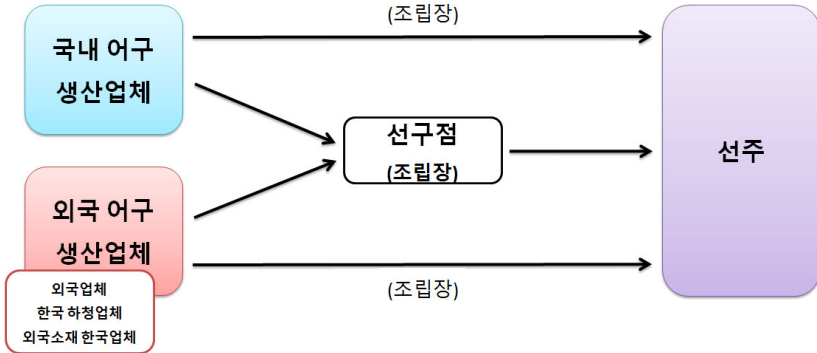 (조립장)
국내 어구
생산업체
선구점
(조립장)
선주
외국 어구
생산업체
(조립장)
외국업체
한국 하청업체
외국소재 한국업체